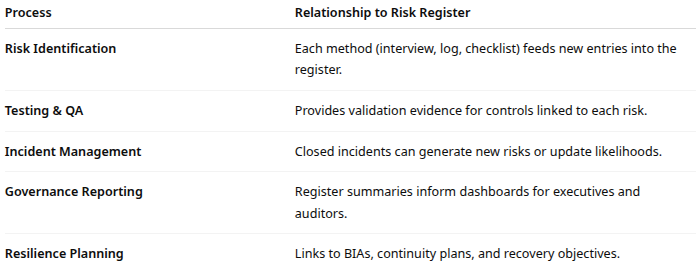 Process Relationship to Risk Register
Risk Identification Each method (interview, log, checklist) feeds new entries into the
register.
Testing & QA Provides validation evidence for controls linked to each risk.
Incident Management Closed incidents can generate new risks or update likelihoods.
Governance Reporting Register summaries inform dashboards for executives and
auditors.
Resilience Planning Links to BIAs, continuity plans, and recovery objectives.